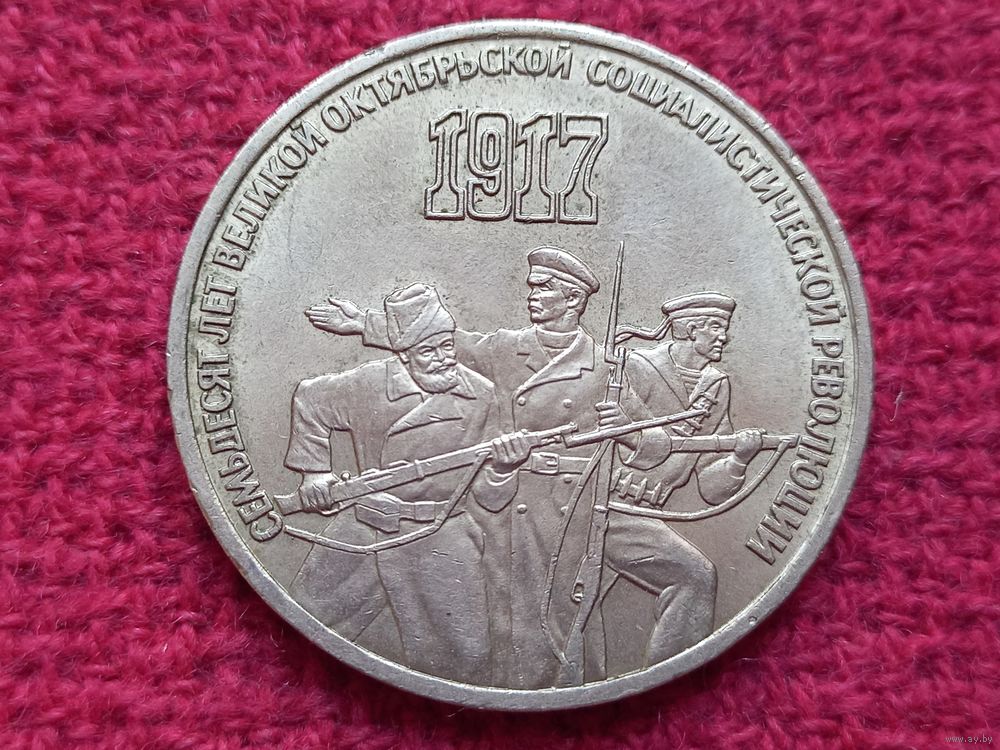 СЕМЬДЕСЯТ ЛЕТ ВЕЛИКОЙ ОКТЯБРЬСКОЙ СОЦИАЛИСТИЧЕСКОЙ РЕВОЛЮЦИИ
1917
www.ay.by